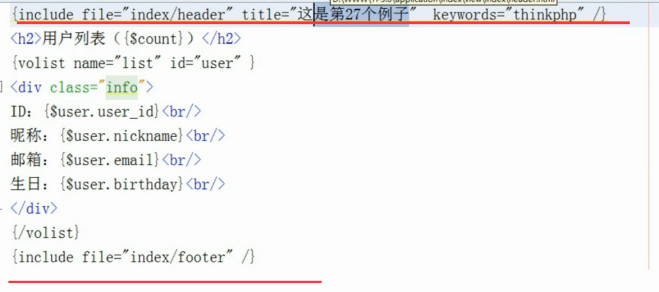 {include file="index/header" title="这是第27个例子" keywords="thinkphp" /}
<h2>用户列表（{$count}）</h2>
{volist name="list" id="user" }
<div class="info">
ID：{$user.user_id}<br/>
昵称：{$user.nickname}<br/>
邮箱：{$user.email}<br/>
生日：{$user.birthday}<br/>
</div>
{/volist}
{include file="index/footer" /}